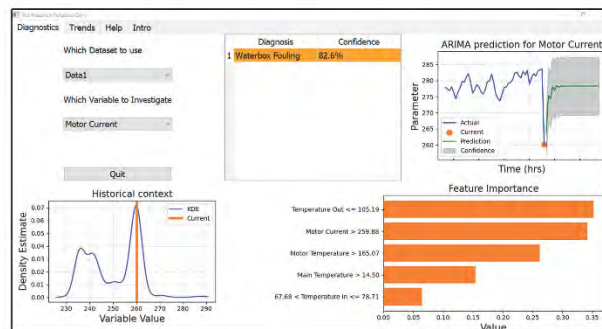 Diagnostics Trends Help Intro
Which Dataset to use
Data1
Which Variable to Investigate
Motor Current
Quit
Diagnosis Confidence
1 Waterbox Fouling 82.6%
ARIMA prediction for Motor Current
Parameter
285
280
275
270
265
260
Actual
Current
Prediction
Confidence
Time (hrs)
Historical context
Density Estimate
0.07
0.06
0.05
0.04
0.03
0.02
0.01
0.00
KDE
Current
230 240 250 260 270 280 290
Variable Value
Feature Importance
Temperature Out <= 105.19
Motor Current > 259.88
Motor Temperature > 165.07
Main Temperature > 14.50
67.68 < Temperature In <= 78.71
0.00 0.05 0.10 0.15 0.20 0.25 0.30 0.35
Value